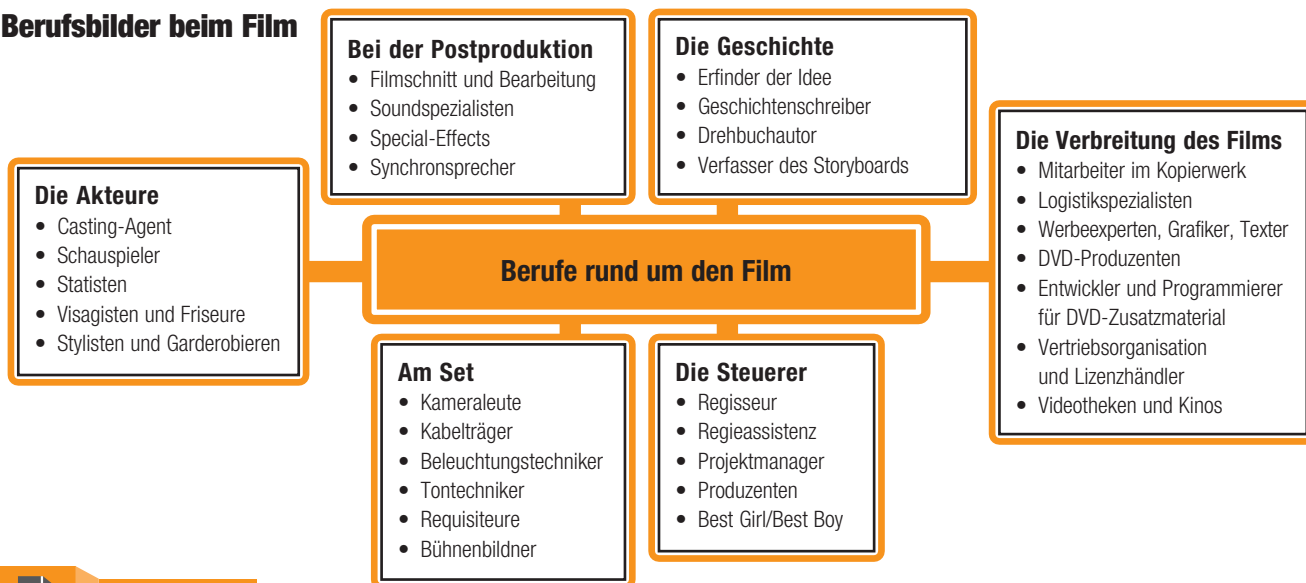 Berufsbilder beim Film
Bei der Postproduktion
• Filmschnitt und Bearbeitung
• Soundspezialisten
• Special-Effects
• Synchronsprecher
Die Geschichte
• Erfinder der Idee
• Geschichtenschreiber
• Drehbuchautor
• Verfasser des Storyboards
Die Verbreitung des Films
• Mitarbeiter im Kopierwerk
• Logistikspezialisten
• Werbeexperten, Grafiker, Texter
• DVD-Produzenten
• Entwickler und Programmierer
für DVD-Zusatzmaterial
• Vertriebsorganisation
und Lizenzhändler
• Videotheken und Kinos
Die Akteure
• Casting-Agent
• Schauspieler
• Statisten
• Visagisten und Friseure
• Stylisten und Garderobieren
Berufe rund um den Film
Am Set
• Kameraleute
• Kabelträger
• Beleuchtungstechniker
• Tontechniker
• Requisiteure
• Bühnenbildner
Die Steuerer
• Regisseur
• Regieassistenz
• Projektmanager
• Produzenten
• Best Girl/Best Boy